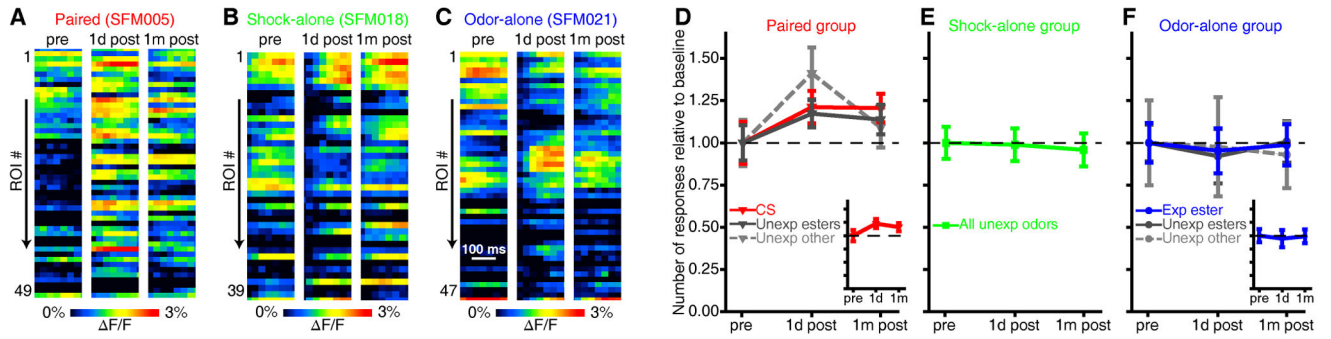 A Paired (SFM005)
pre 1d post 1m post
1
ROI #
49
0% 3%
ΔF/F
B Shock-alone (SFM018)
pre 1d post 1m post
1
ROI #
39
0% 3%
ΔF/F
C Odor-alone (SFM021)
pre 1d post 1m post
1
ROI #
100 ms
47
0% 3%
ΔF/F
D Paired group
Number of responses relative to baseline
1.50
1.25
1.00
0.75
0.50
0.25
0.00
CS
Unexp esters
Unexp other
pre 1d 1m
pre 1d post 1m post
E Shock-alone group
All unexp odors
pre 1d post 1m post
F Odor-alone group
Exp ester
Unexp esters
Unexp other
pre 1d 1m
pre 1d post 1m post